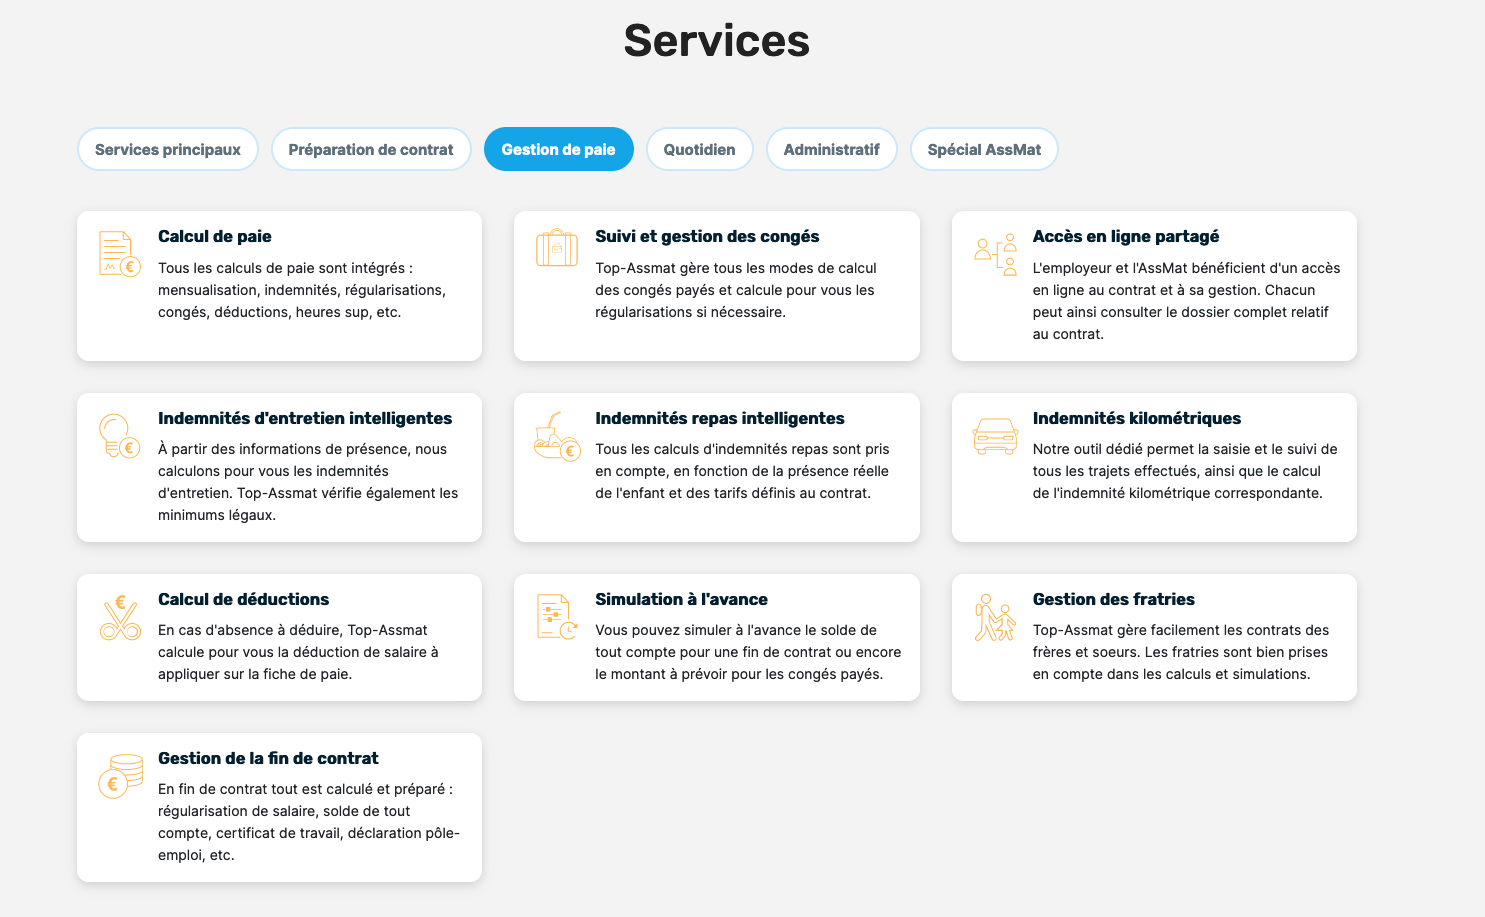 Services
Services principaux
Préparation de contrat
Gestion de paie
Quotidien
Administratif
Spécial AssMat
Calcul de paie
Tous les calculs de paie sont intégrés :
mensualisation, indemnités, régularisations,
congés, déductions, heures sup, etc.
Suivi et gestion des congés
Top-Assmat gère tous les modes de calcul
des congés payés et calcule pour vous les
régularisations si nécessaire.
Accès en ligne partagé
L'employeur et l'AssMat bénéficient d'un accès
en ligne au contrat et à sa gestion. Chacun
peut ainsi consulter le dossier complet relatif
au contrat.
Indemnités d'entretien intelligentes
À partir des informations de présence, nous
calculons pour vous les indemnités
d'entretien. Top-Assmat vérifie également les
minimums légaux.
Indemnités repas intelligentes
Tous les calculs d'indemnités repas sont pris
en compte, en fonction de la présence réelle
de l'enfant et des tarifs définis au contrat.
Indemnités kilométriques
Notre outil dédié permet la saisie et le suivi de
tous les trajets effectués, ainsi que le calcul
de l'indemnité kilométrique correspondante.
Calcul de déductions
En cas d'absence à déduire, Top-Assmat
calcule pour vous la déduction de salaire à
appliquer sur la fiche de paie.
Simulation à l'avance
Vous pouvez simuler à l'avance le solde de
tout compte pour une fin de contrat ou encore
le montant à prévoir pour les congés payés.
Gestion des fratries
Top-Assmat gère facilement les contrats des
frères et soeurs. Les fratries sont bien prises
en compte dans les calculs et simulations.
Gestion de la fin de contrat
En fin de contrat tout est calculé et préparé :
régularisation de salaire, solde de tout
compte, certificat de travail, déclaration pôle-
emploi, etc.